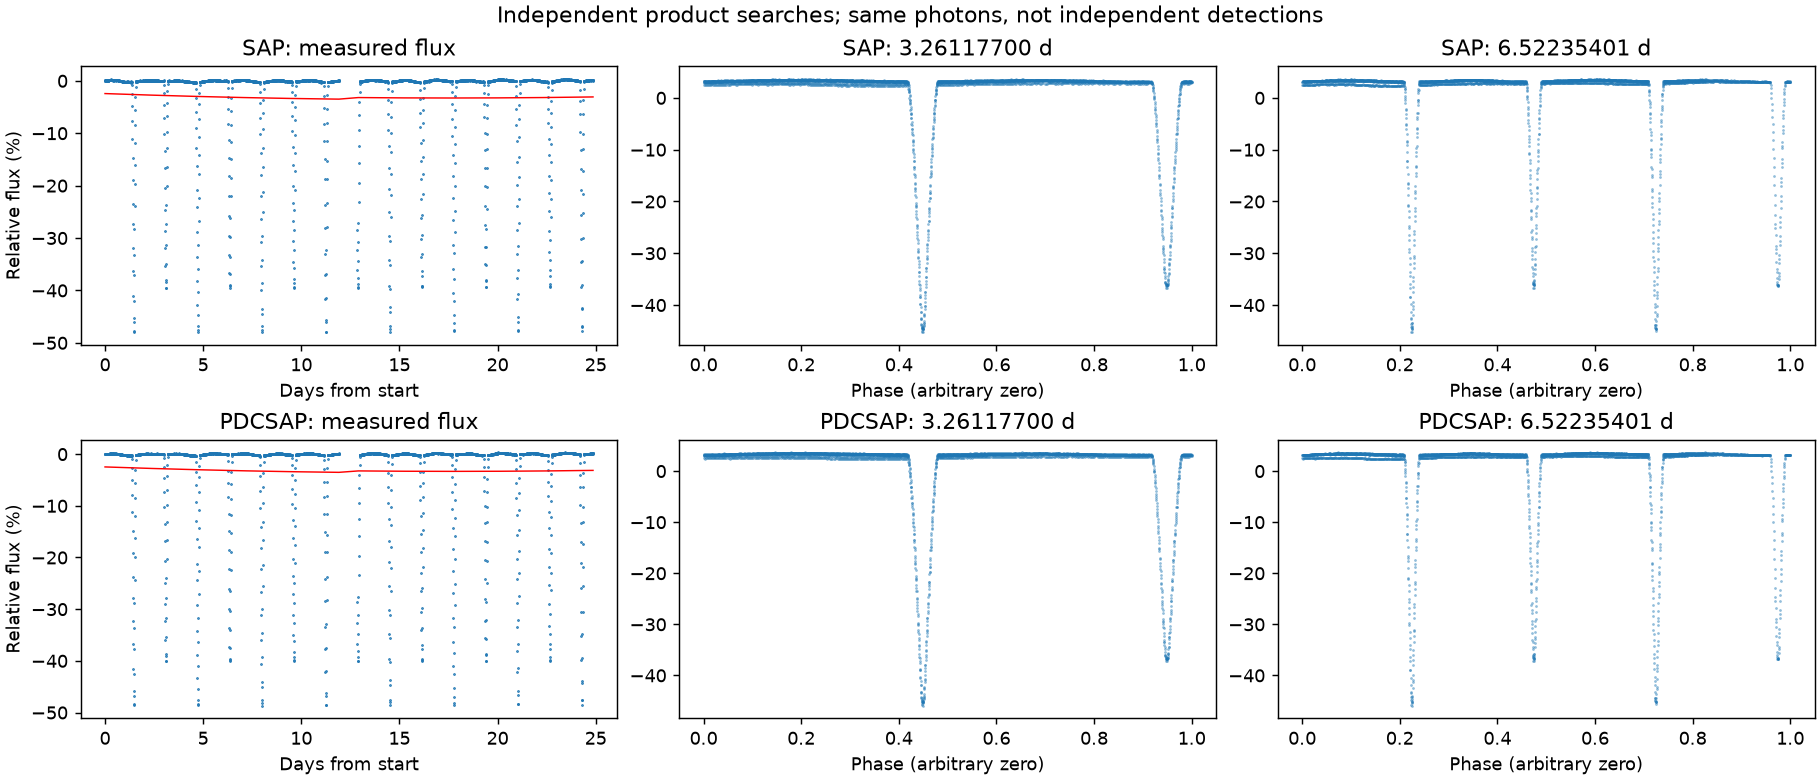 Independent product searches; same photons, not independent detections
SAP: measured flux
SAP: 3.26117700 d
SAP: 6.52235401 d
Relative flux (%)
0
−10
−20
−30
−40
−50
0 5 10 15 20 25
Days from start
0
−10
−20
−30
−40
0.0 0.2 0.4 0.6 0.8 1.0
Phase (arbitrary zero)
0
−10
−20
−30
−40
0.0 0.2 0.4 0.6 0.8 1.0
Phase (arbitrary zero)
PDCSAP: measured flux
PDCSAP: 3.26117700 d
PDCSAP: 6.52235401 d
Relative flux (%)
0
−10
−20
−30
−40
−50
0 5 10 15 20 25
Days from start
0
−10
−20
−30
−40
0.0 0.2 0.4 0.6 0.8 1.0
Phase (arbitrary zero)
0
−10
−20
−30
−40
0.0 0.2 0.4 0.6 0.8 1.0
Phase (arbitrary zero)